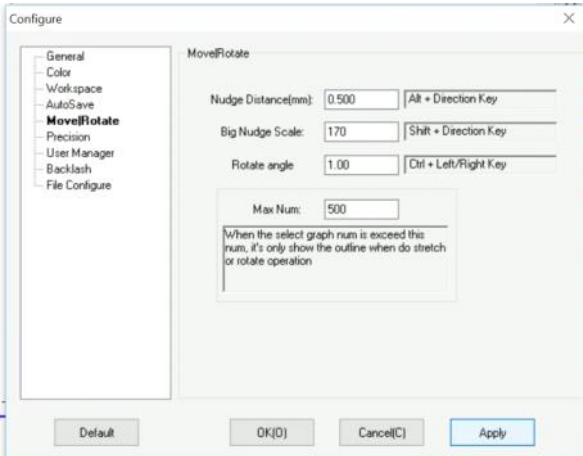 Configure
General
Color
Workspace
AutoSave
Move|Rotate
Precision
User Manager
Backlash
File Configure
Move|Rotate
Nudge Distance(mm): 0.500 Alt + Direction Key
Big Nudge Scale: 170 Shift + Direction Key
Rotate angle 1.00 Ctrl + Left/Right Key
Max Num: 500
When the select graph num is exceed this
num, it's only show the outline when do stretch
or rotate operation
Default OK(O) Cancel(C) Apply